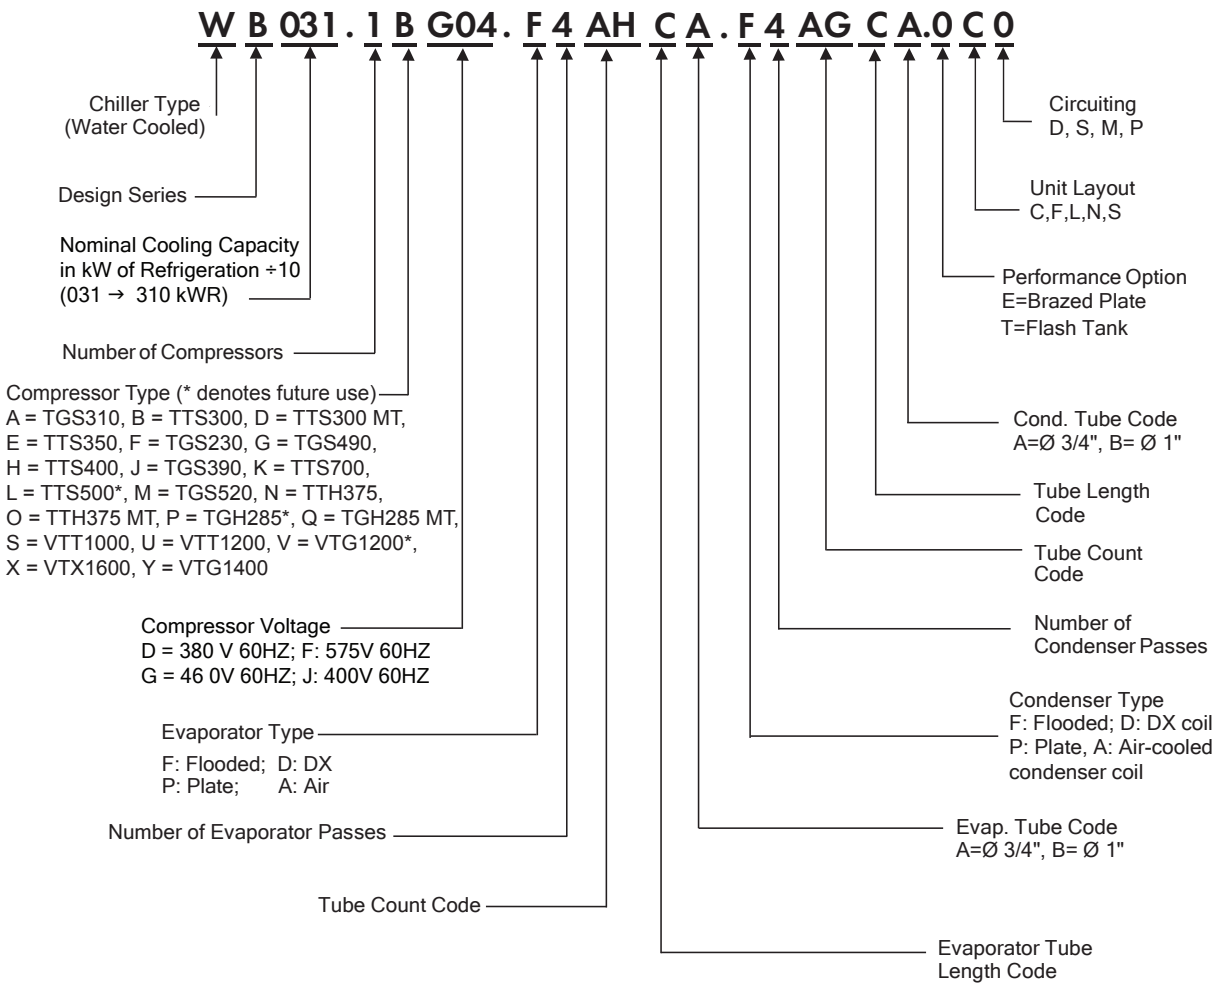 W B 031 . 1 B G04 . F 4 AH C A . F 4 AG C A.0 C 0
Chiller Type
(Water Cooled)
Design Series
Nominal Cooling Capacity
in kW of Refrigeration ÷10
(031 → 310 kWR)
Number of Compressors
Compressor Type (* denotes future use)
A = TGS310, B = TTS300, D = TTS300 MT,
E = TTS350, F = TGS230, G = TGS490,
H = TTS400, J = TGS390, K = TTS700,
L = TTS500*, M = TGS520, N = TTH375,
O = TTH375 MT, P = TGH285*, Q = TGH285 MT,
S = VTT1000, U = VTT1200, V = VTG1200*,
X = VTX1600, Y = VTG1400
Compressor Voltage
D = 380 V 60HZ; F: 575V 60HZ
G = 46 0V 60HZ; J: 400V 60HZ
Evaporator Type
F: Flooded; D: DX
P: Plate; A: Air
Number of Evaporator Passes
Tube Count Code
Circuiting
D, S, M, P
Unit Layout
C,F,L,N,S
Performance Option
E=Brazed Plate
T=Flash Tank
Cond. Tube Code
A=Ø 3/4", B= Ø 1"
Tube Length
Code
Tube Count
Code
Number of
Condenser Passes
Condenser Type
F: Flooded; D: DX coil
P: Plate, A: Air-cooled
condenser coil
Evap. Tube Code
A=Ø 3/4", B= Ø 1"
Evaporator Tube
Length Code